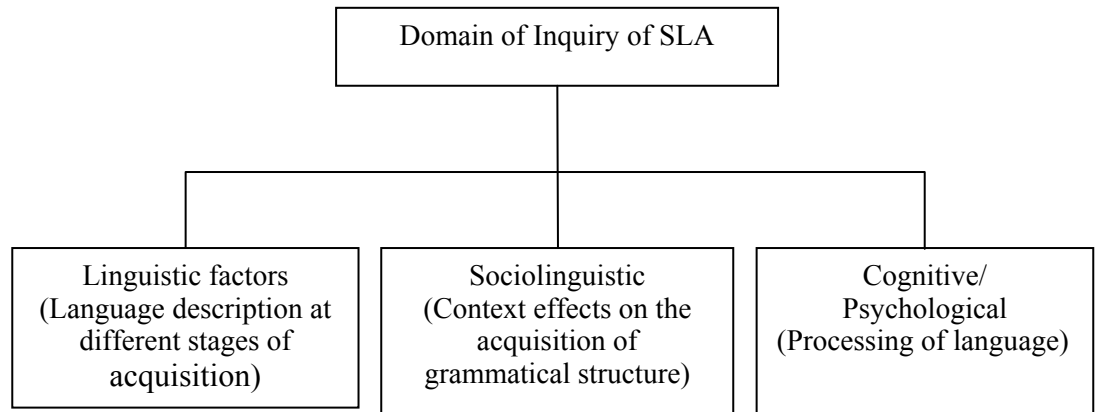 Domain of Inquiry of SLA
Linguistic factors
(Language description at
different stages of
acquisition)
Sociolinguistic
(Context effects on the
acquisition of
grammatical structure)
Cognitive/
Psychological
(Processing of language)